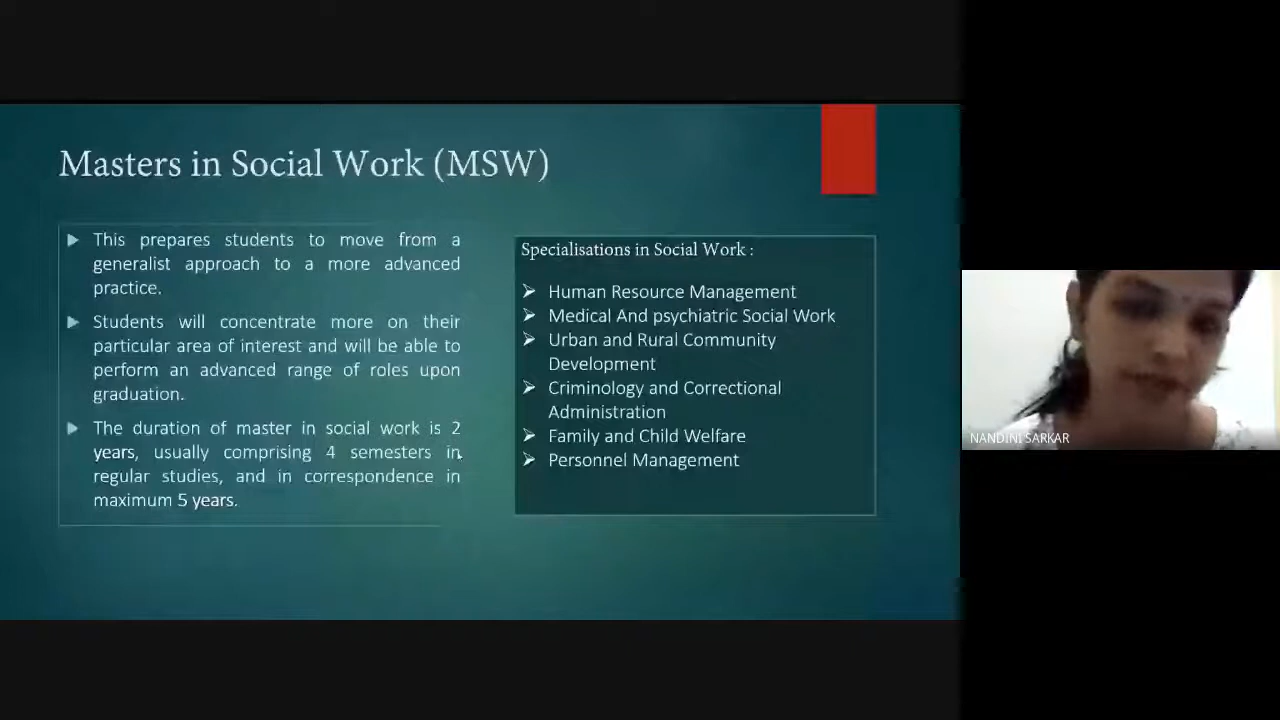 Masters in Social Work (MSW)
This prepares students to move from a
generalist approach to a more advanced
practice.
Students will concentrate more on their
particular area of interest and will be able to
perform an advanced range of roles upon
graduation.
The duration of master in social work is 2
years, usually comprising 4 semesters in
regular studies, and in correspondence in
maximum 5 years.
Specialisations in Social Work :
Human Resource Management
Medical And psychiatric Social Work
Urban and Rural Community
Development
Criminology and Correctional
Administration
Family and Child Welfare
Personnel Management
NANDINI SARKAR